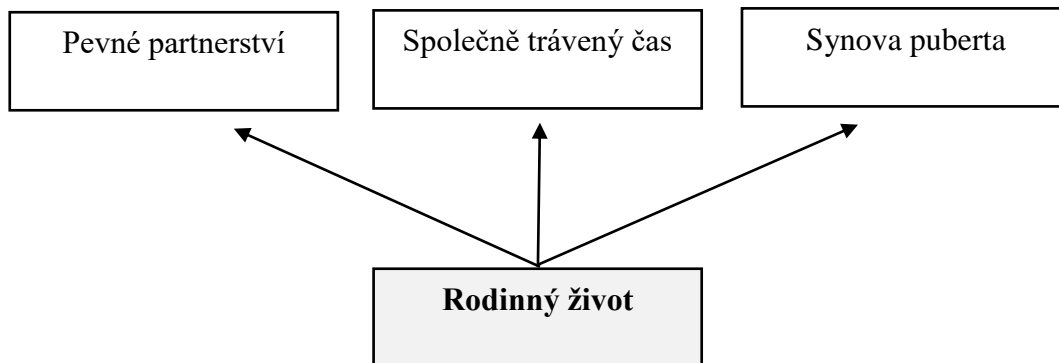 Pevné partnerství
Společně trávený čas
Synova puberta
Rodinný život